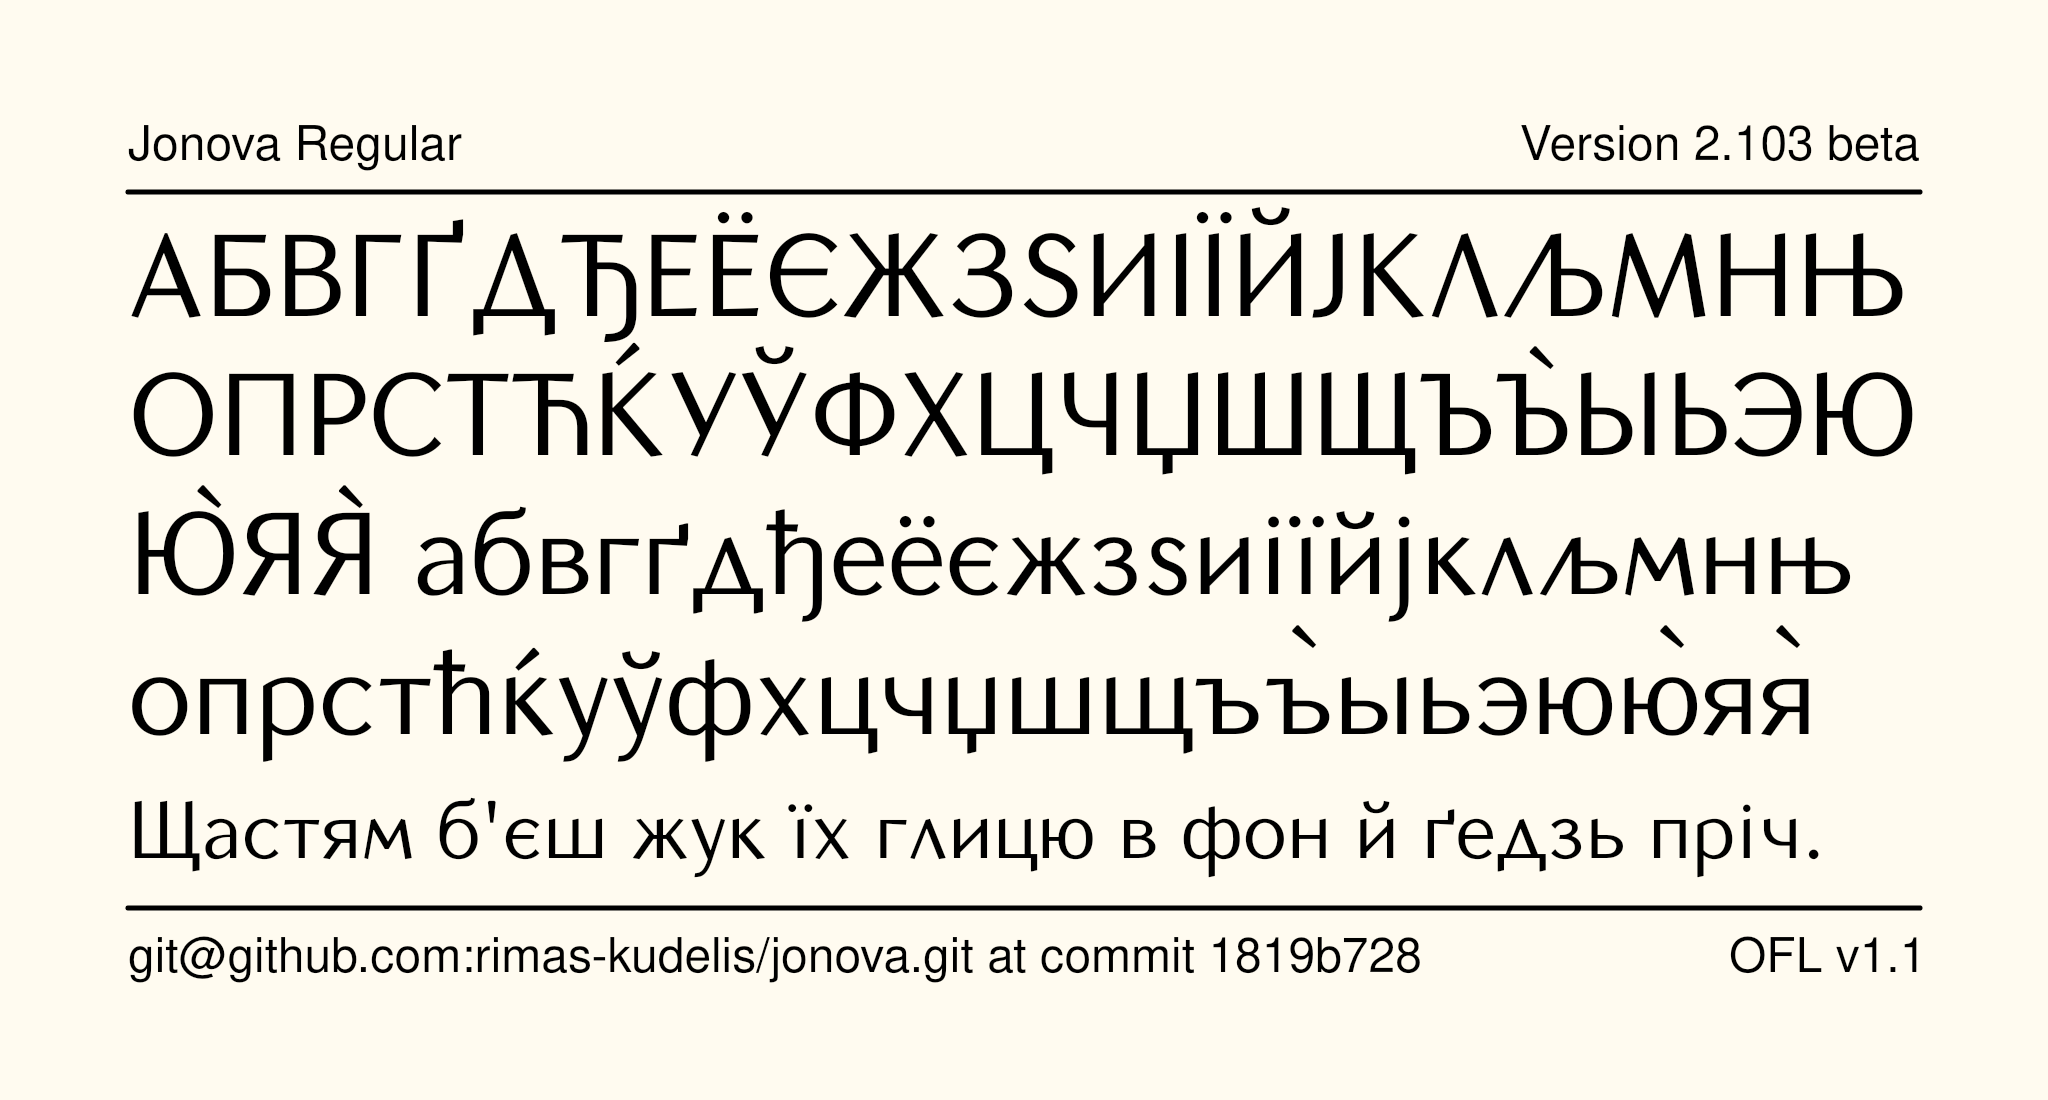 Jonova Regular
Version 2.103 beta
АБВГҐДЂЕЁЄЖЗЅИІЇЙЈКЛЉМНЊ
ОПРСТЋЌУЎФХЦЧЏШЩЪЪ̀ЫЬЭЮ
Ю̀ЯЯ̀ абвгґдђеёєжзѕиіїйјклљмнњ
опрстћќуўфхцчџшщъъ̀ыьэюю̀яя̀
Щастям б'єш жук їх глицю в фон й ґедзь пріч.
git@github.com:rimas-kudelis/jonova.git at commit 1819b728
OFL v1.1